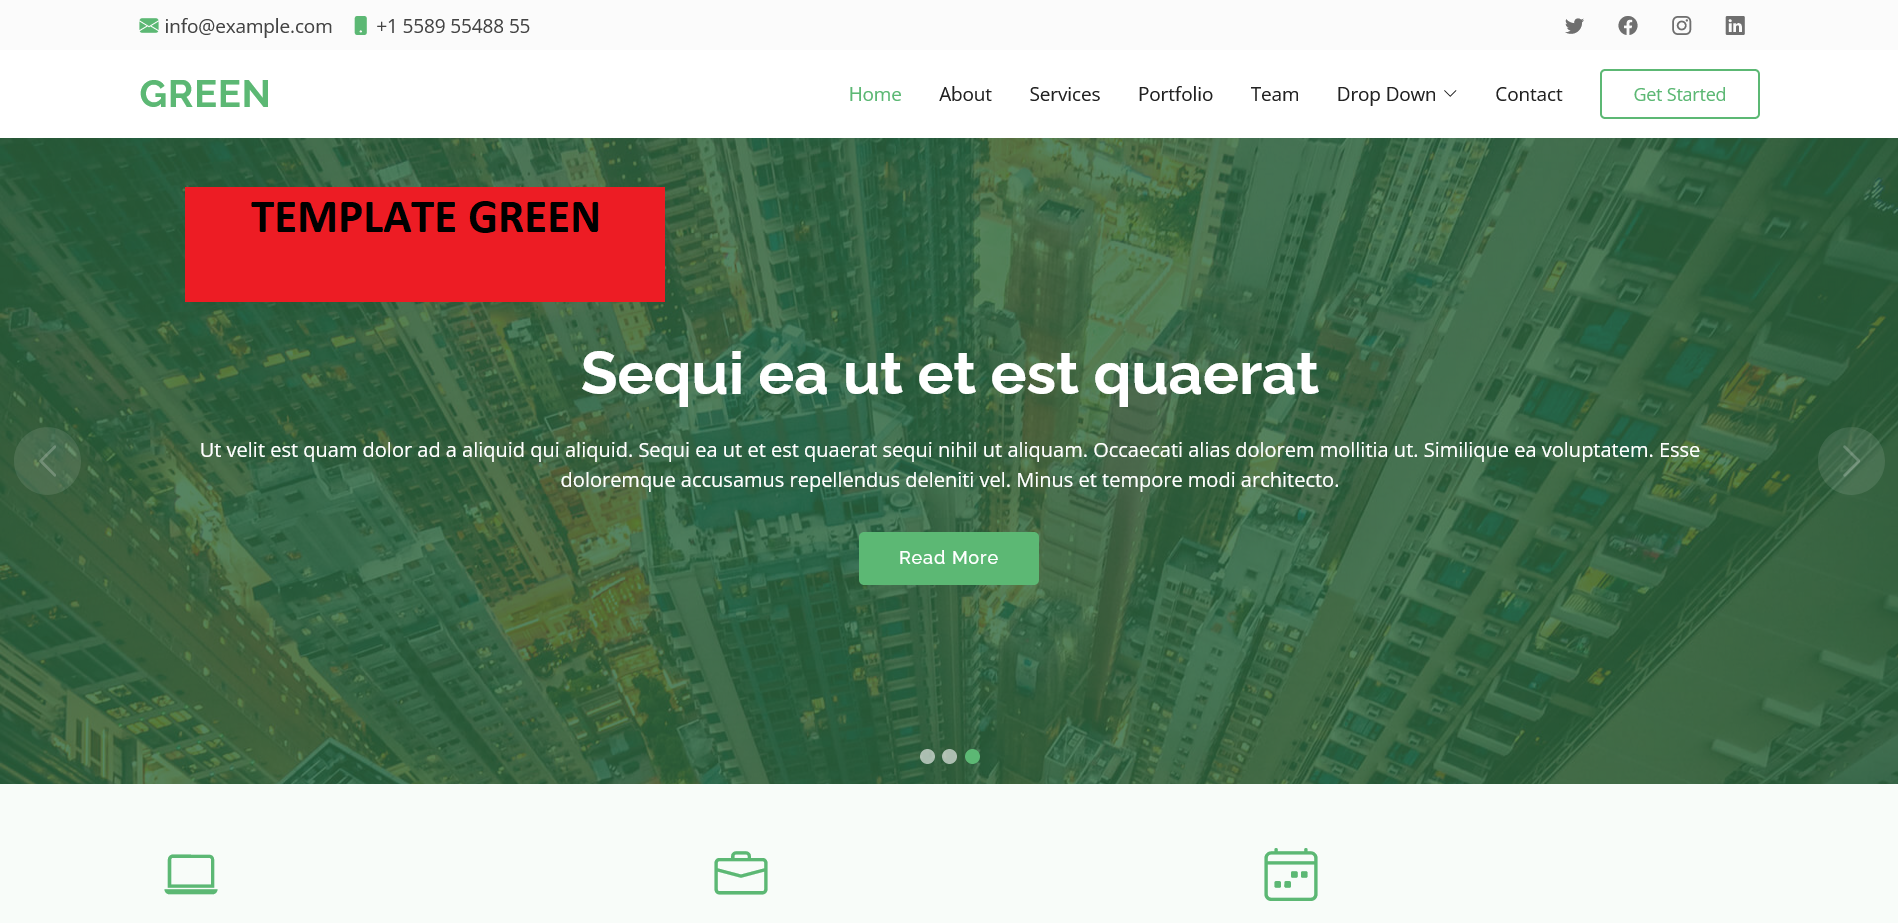 info@example.com +1 5589 55488 55
GREEN
Home About Services Portfolio Team Drop Down Contact Get Started
TEMPLATE GREEN
Sequi ea ut et est quaerat
Ut velit est quam dolor ad a aliquid qui aliquid. Sequi ea ut et est quaerat sequi nihil ut aliquam. Occaecati alias dolorem mollitia ut. Similique ea voluptatem. Esse
doloremque accusamus repellendus deleniti vel. Minus et tempore modi architecto.
Read More